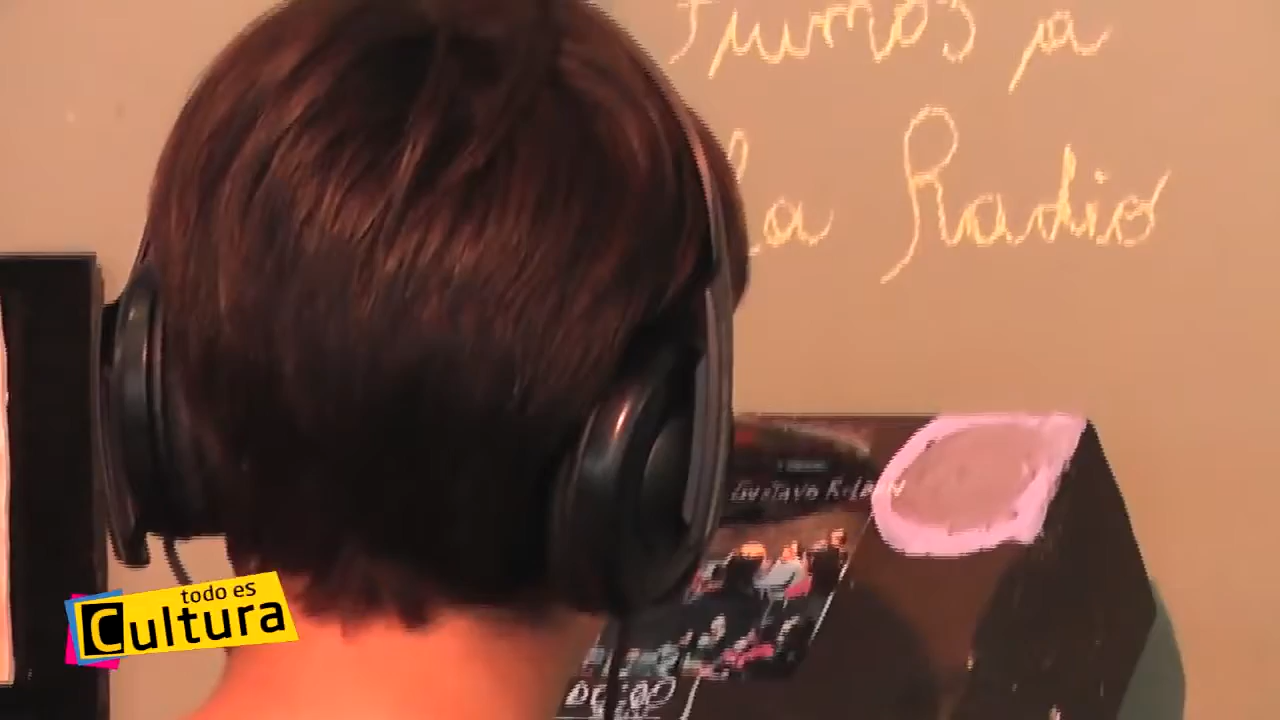 Fuimos a
la Radio
Gustavo
todo es
Cultura